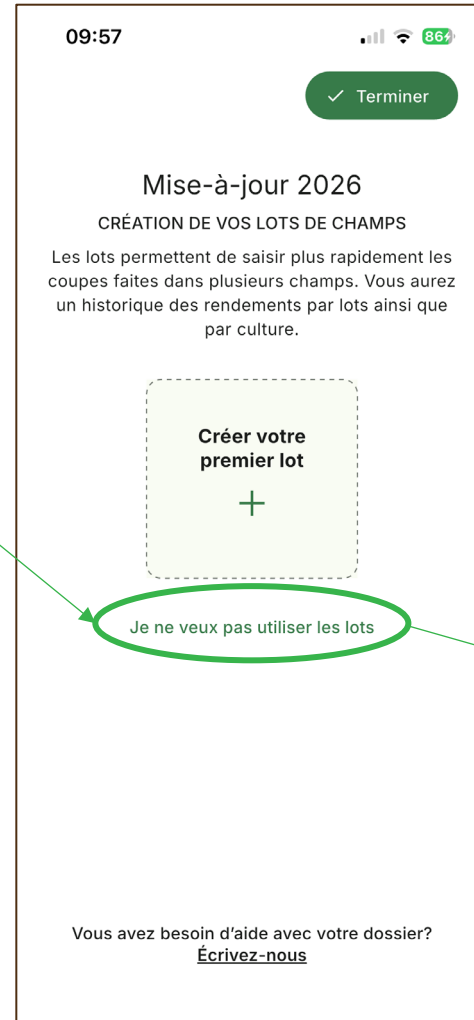 09:57
86
Terminer
Mise-à-jour 2026
CRÉATION DE VOS LOTS DE CHAMPS
Les lots permettent de saisir plus rapidement les
coupes faites dans plusieurs champs. Vous aurez
un historique des rendements par lots ainsi que
par culture.
Créer votre
premier lot
Je ne veux pas utiliser les lots
Vous avez besoin d’aide avec votre dossier?
Écrivez-nous